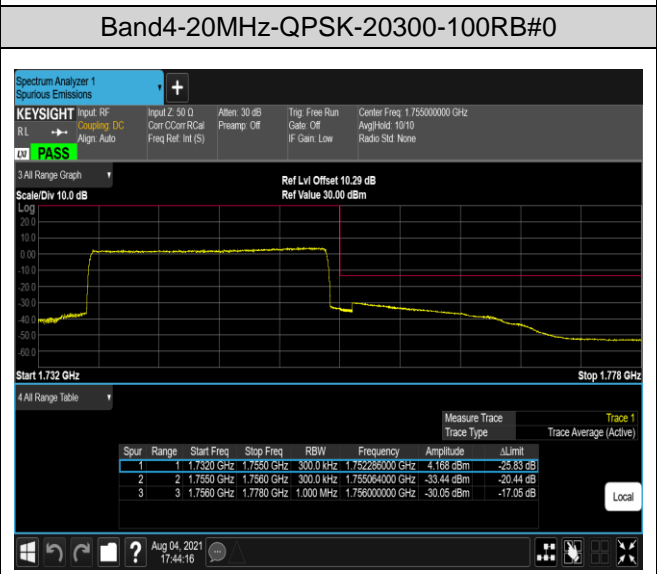 Band4-20MHz-QPSK-20300-100RB#0
Spectrum Analyzer 1
Spurious Emissions
+
KEYSIGHT Input: RF Input Z: 50 Ω Atten: 30 dB Trig: Free Run Center Freq: 1.755000000 GHz
RL Coupling: DC Corr CCorr RCal Preamp: Off Gate: Off Avg|Hold: 10/10
Align: Auto Freq Ref: Int (S) IF Gain: Low Radio Std: None
LXI PASS
3 All Range Graph
Ref Lvl Offset 10.29 dB
Scale/Div 10.0 dB Ref Value 30.00 dBm
Log
20.0
10.0
0.00
-10.0
-20.0
-30.0
-40.0
-50.0
-60.0
Start 1.732 GHz Stop 1.778 GHz
4 All Range Table
Measure Trace Trace 1
Trace Type Trace Average (Active)
Spur Range Start Freq Stop Freq RBW Frequency Amplitude ΔLimit
1 1 1.7320 GHz 1.7550 GHz 300.0 kHz 1.752286000 GHz 4.168 dBm -25.83 dB
2 2 1.7550 GHz 1.7560 GHz 300.0 kHz 1.755064000 GHz -33.44 dBm -20.44 dB
3 3 1.7560 GHz 1.7780 GHz 1.000 MHz 1.756000000 GHz -30.05 dBm -17.05 dB
Local
? Aug 04, 2021
17:44:16